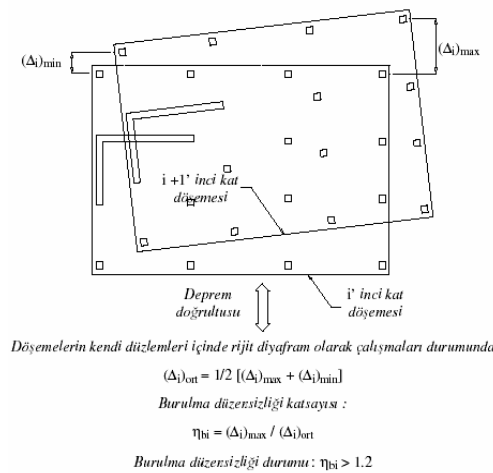 (Δi)min
(Δi)max
i +1' inci kat
döşemesi
Deprem
doğrultusu
i' inci kat
döşemesi
Döşemelerin kendi düzlemleri içinde rijit diyafram olarak çalışmaları durumunda
(Δi)ort = 1/2 [(Δi)max + (Δi)min]
Burulma düzensizliği katsayısı :
ηbi = (Δi)max / (Δi)ort
Burulma düzensizliği durumu : ηbi > 1.2